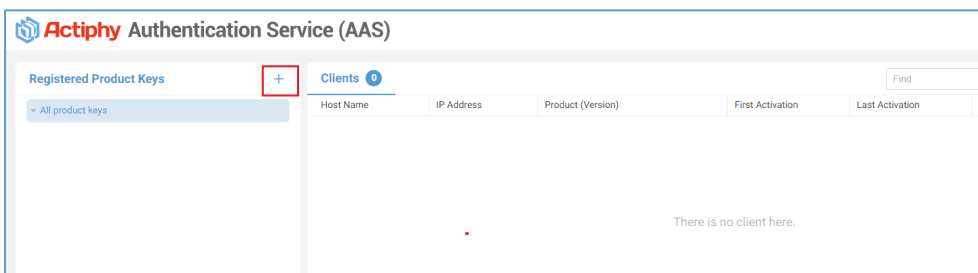 Actiphy Authentication Service (AAS)
Registered Product Keys +
Clients 0
Find
Host Name IP Address Product (Version) First Activation Last Activation
All product keys
There is no client here.